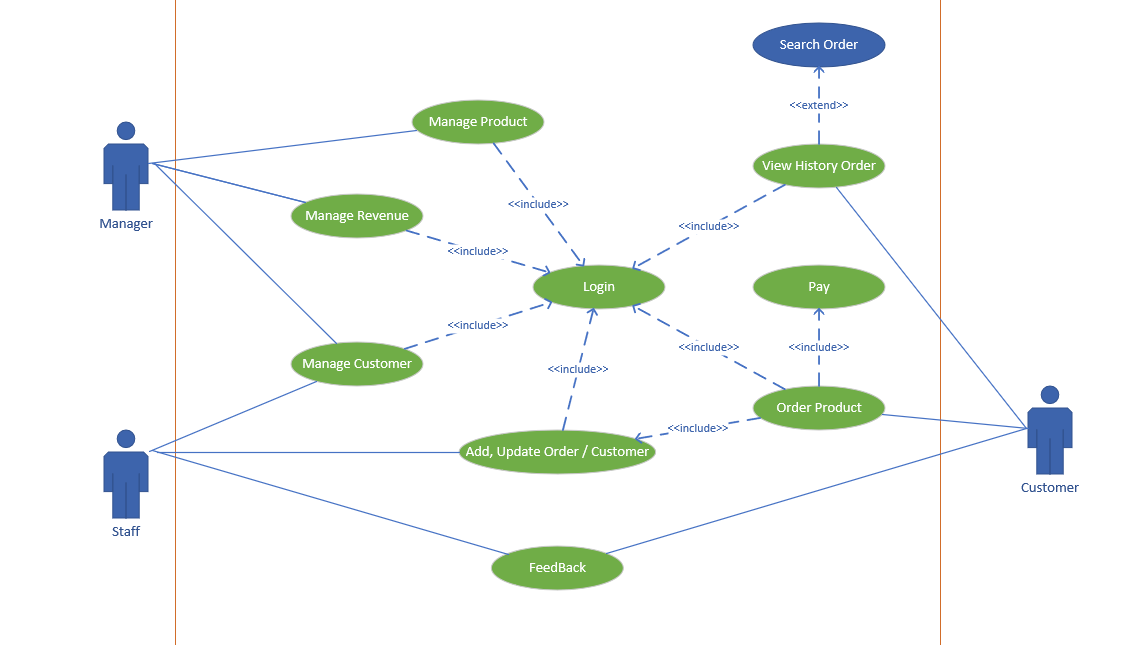 Search Order
<<extend>>
Manage Product
View History Order
Manager
<<include>>
Manage Revenue
<<include>>
<<include>>
Login
Pay
<<include>>
<<include>>
<<include>>
Manage Customer
<<include>>
Order Product
<<include>>
Add, Update Order / Customer
Customer
Staff
FeedBack